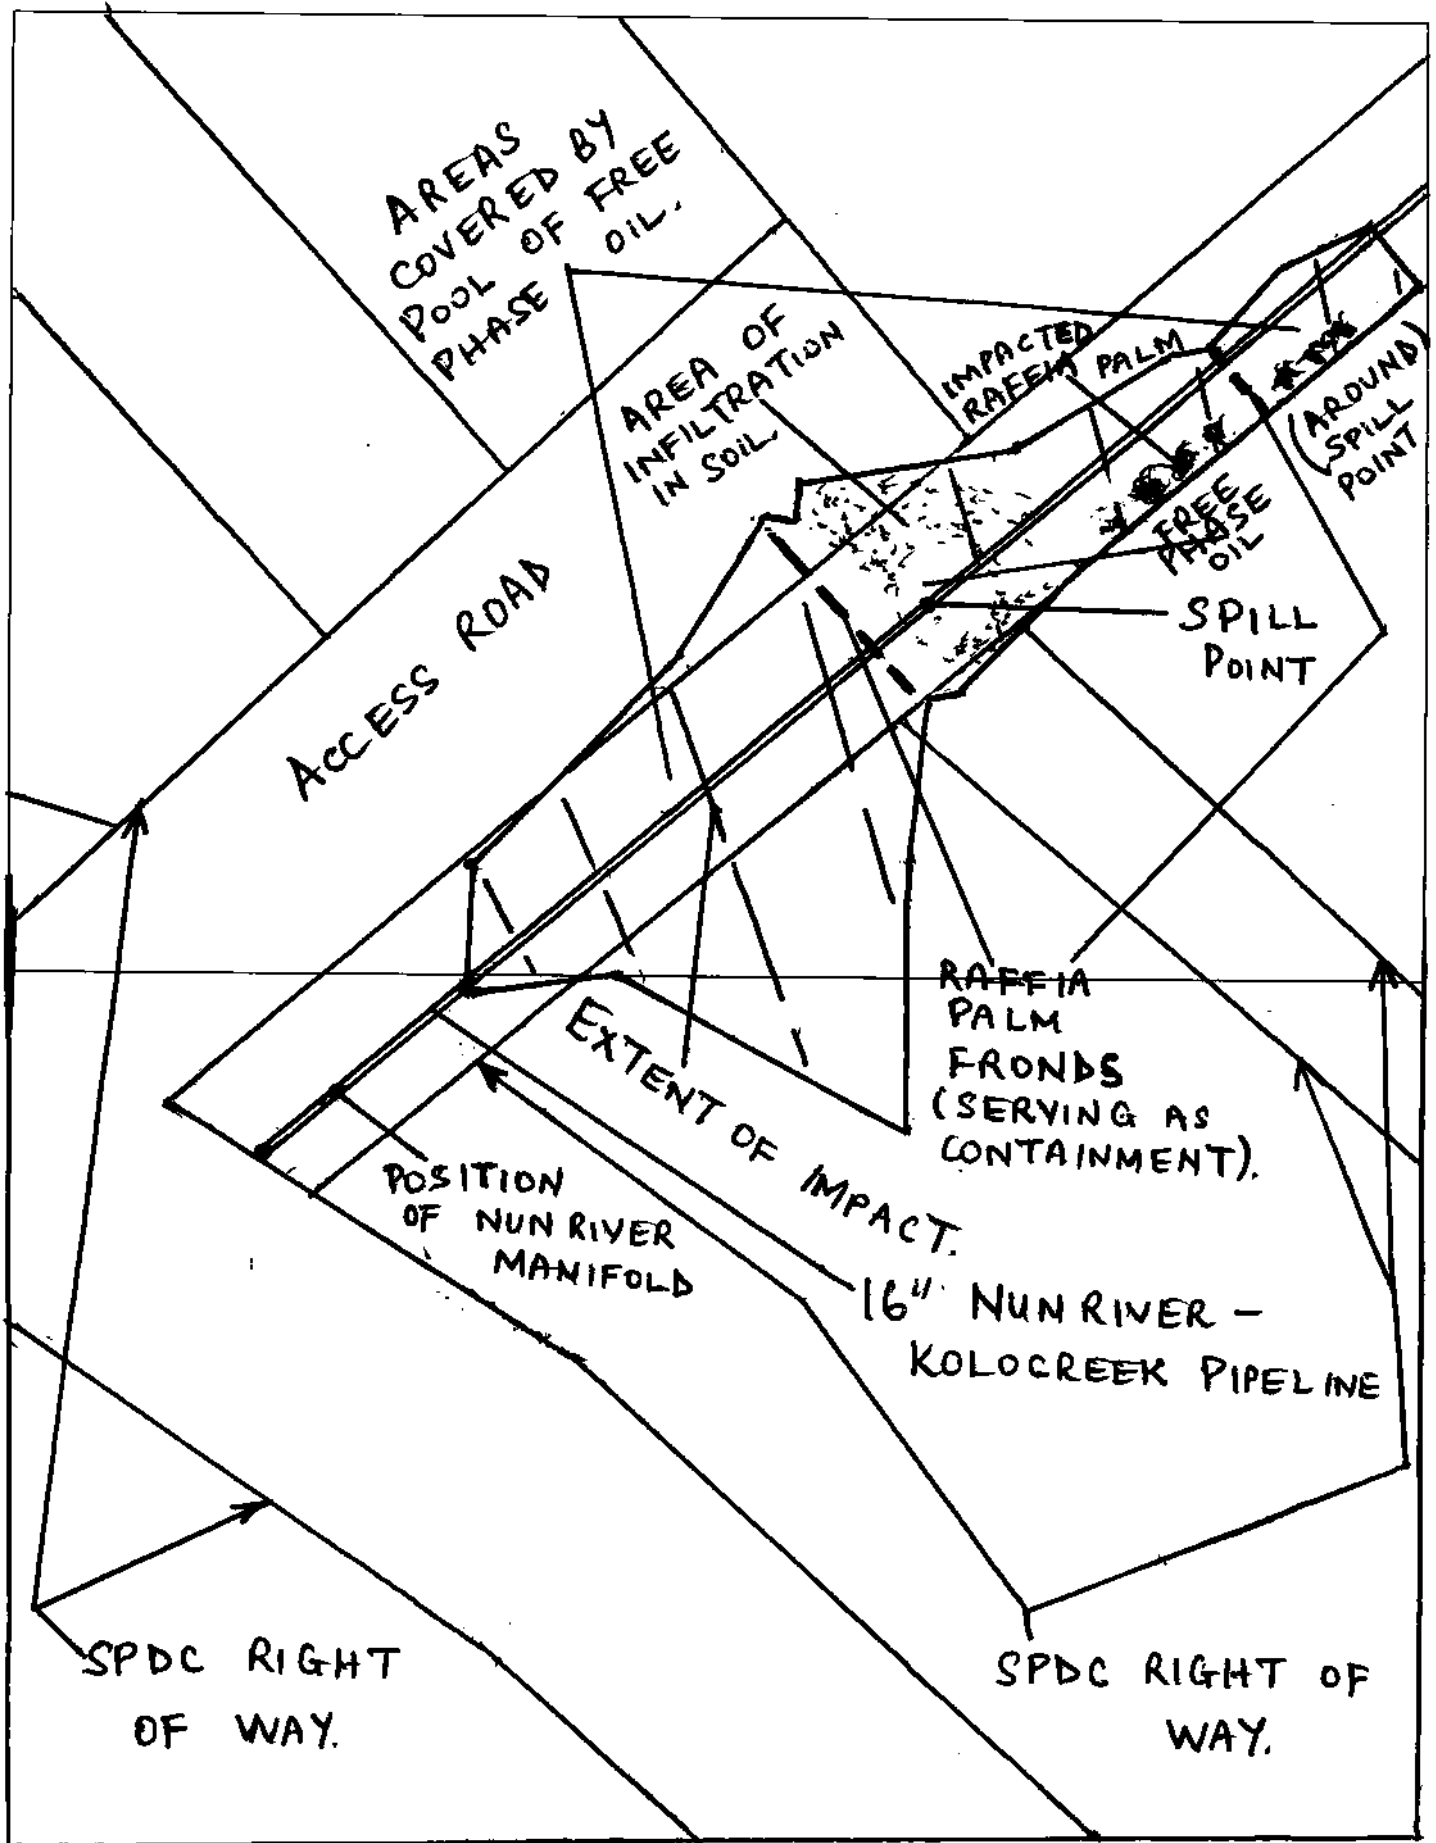 AREAS
COVERED BY
POOL OF FREE
PHASE OIL.
AREA OF
INFILTRATION
IN SOIL.
IMPACTED
RAFFIA PALM
(AROUND
SPILL
POINT)
FREE
PHASE
OIL
SPILL
POINT
ACCESS ROAD
RAFFIA
PALM
FRONDS
(SERVING AS
CONTAINMENT).
EXTENT OF IMPACT.
POSITION
OF NUN RIVER
MANIFOLD
16" NUN RIVER -
KOLOCREEK PIPELINE
SPDC RIGHT
OF WAY.
SPDC RIGHT OF
WAY.